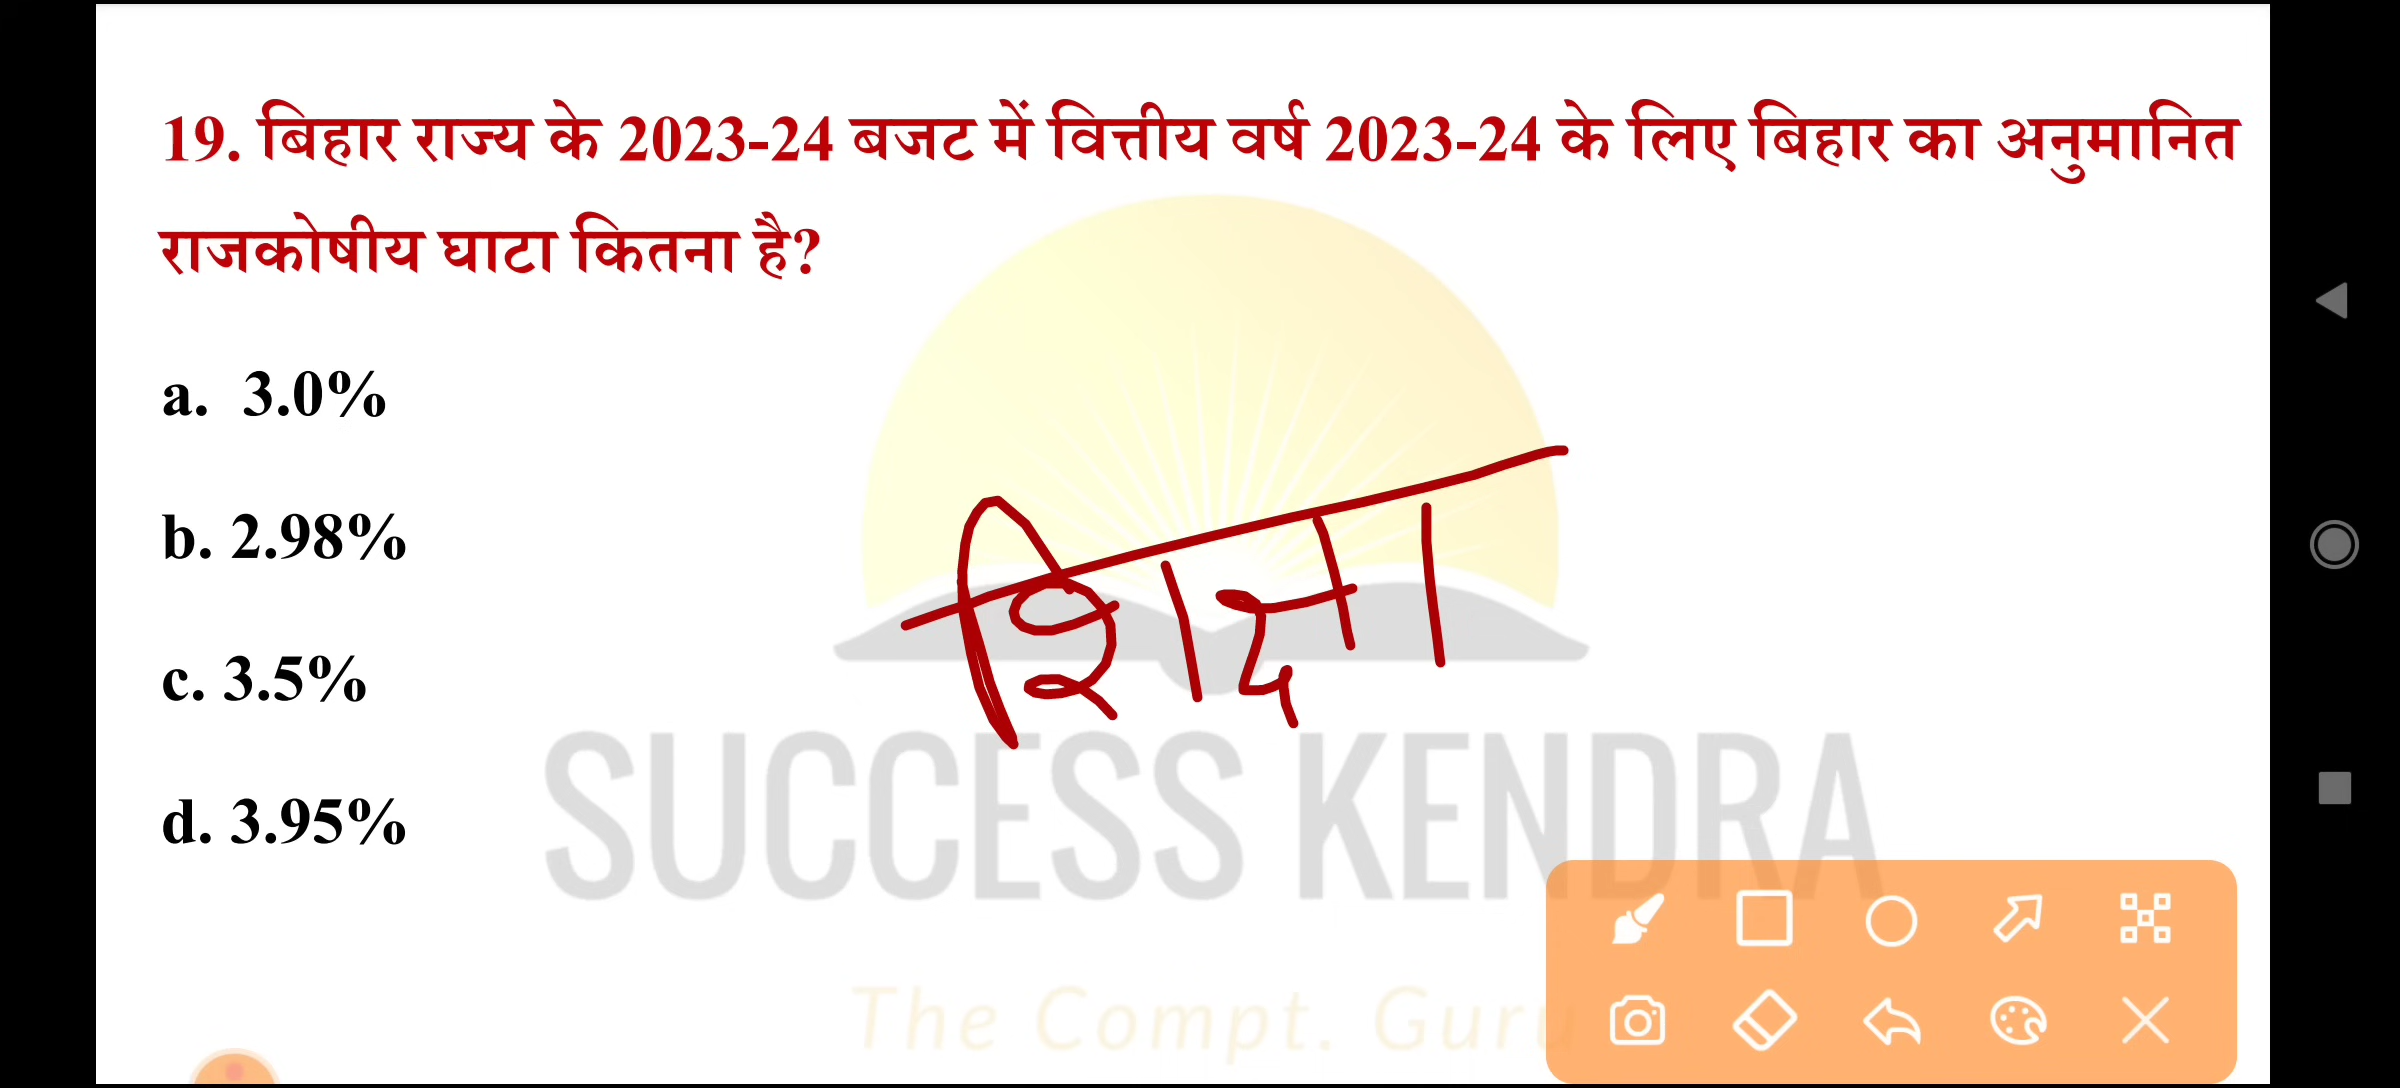 19. बिहार राज्य के 2023-24 बजट में वित्तीय वर्ष 2023-24 के लिए बिहार का अनुमानित
राजकोषीय घाटा कितना है?
a. 3.0%
b. 2.98%
c. 3.5%
d. 3.95%
SUCCESS KENDRA
The Compt. Guru